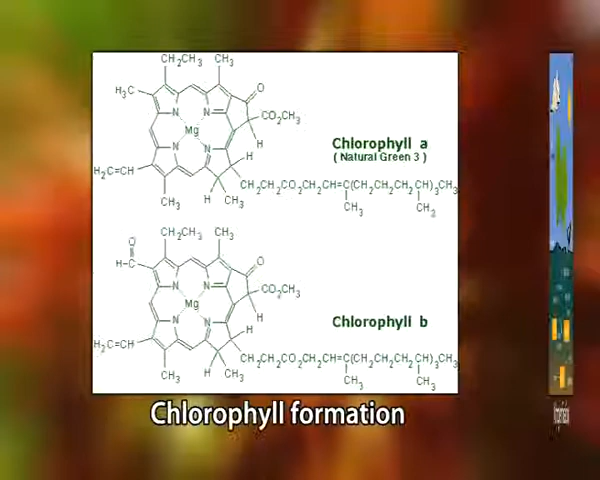 CH₂CH₃ CH₃
H₃C
O
N N
Mg
CO₂CH₃
N N
H
Chlorophyll a
( Natural Green 3 )
H
H₂C=CH
CH₂CH₂CO₂CH₂CH=C(CH₂CH₂CH₂CH)₃CH₃
CH₃ H CH₃
CH₃ CH₂
CH₂CH₃ CH₃
O
H-C
O
N N
Mg
CO₂CH₃
N N
H
Chlorophyll b
H
H₂C=CH
CH₂CH₂CO₂CH₂CH=C(CH₂CH₂CH₂CH)₃CH₃
CH₃ H CH₃
CH₃ CH₃
Chlorophyll formation